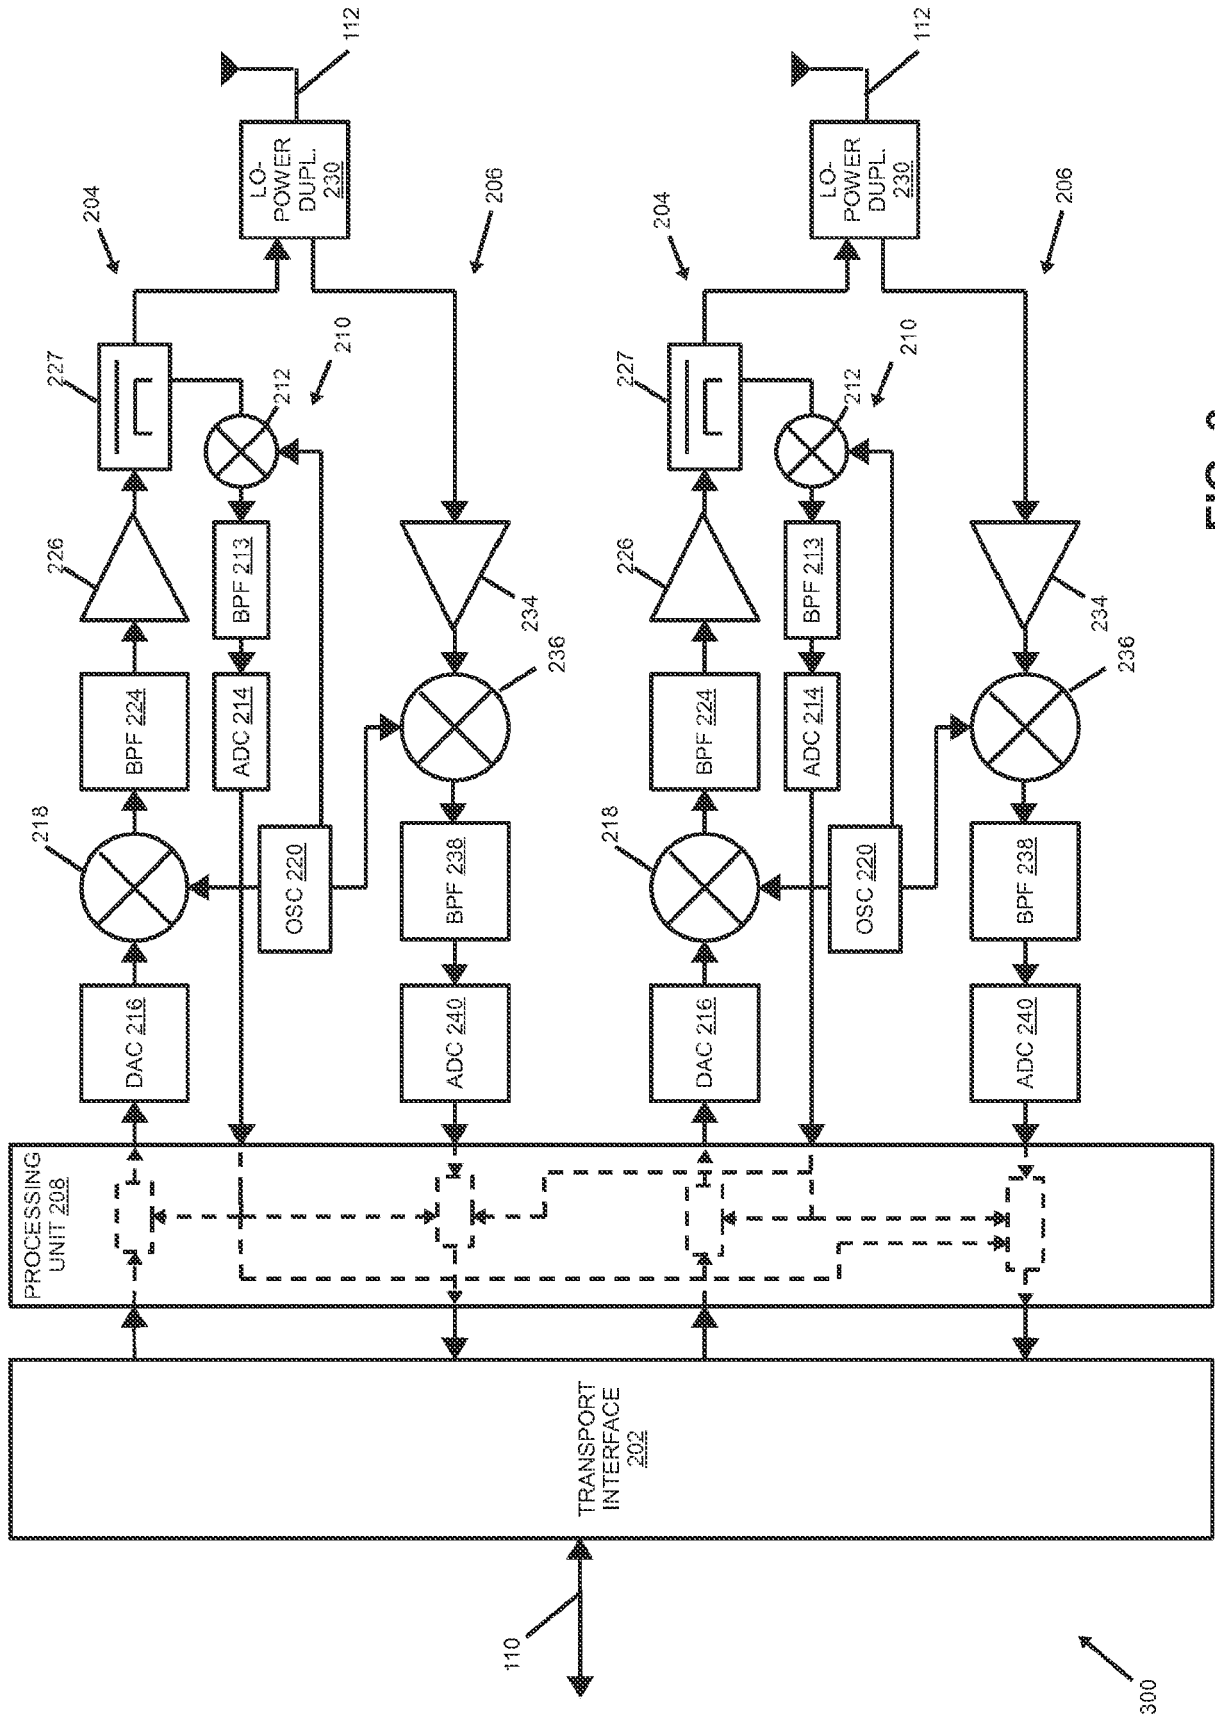 PROCESSING
UNIT 208
DAC 216
218
BPF 224
226
227
204
ADC 214
BPF 213
212
210
OSC 220
LO-
POWER
DUPL.
230
112
ADC 240
BPF 238
236
234
206
110
TRANSPORT
INTERFACE
202
DAC 216
218
BPF 224
226
227
204
ADC 214
BPF 213
212
210
OSC 220
LO-
POWER
DUPL.
230
112
ADC 240
BPF 238
236
234
206
300
FIG.